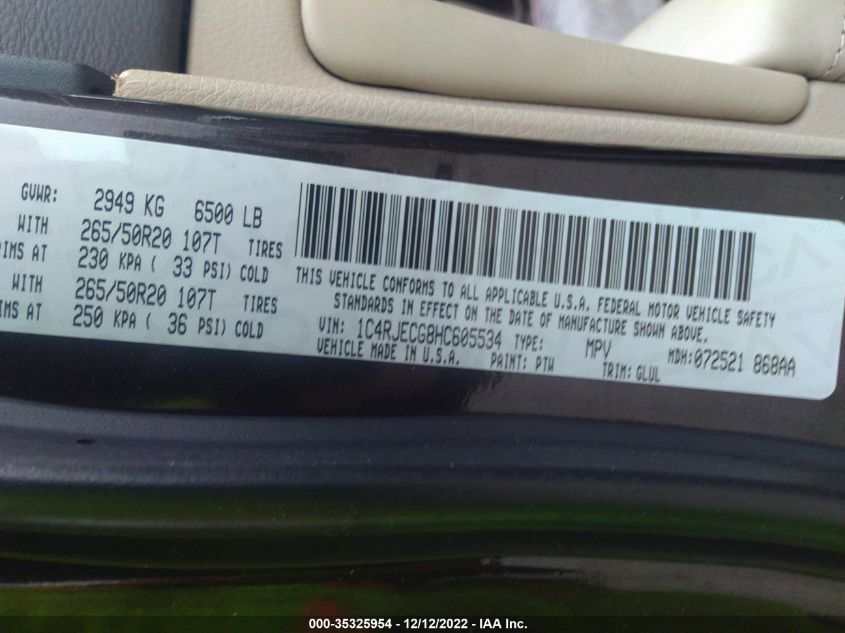 GVWR: 2949 KG 6500 LB
WITH 265/50R20 107T TIRES
RIMS AT 230 KPA ( 33 PSI) COLD
WITH 265/50R20 107T TIRES
RIMS AT 250 KPA ( 36 PSI) COLD
THIS VEHICLE CONFORMS TO ALL APPLICABLE U.S.A. FEDERAL MOTOR VEHICLE SAFETY
STANDARDS IN EFFECT ON THE DATE OF MANUFACTURE SHOWN ABOVE.
VIN: 1C4RJECG8HC605534 TYPE: MPV MDH:072521 868AA
VEHICLE MADE IN U.S.A. PAINT: PTW TRIM: GLUL
000-35325954 - 12/12/2022 - IAA Inc.